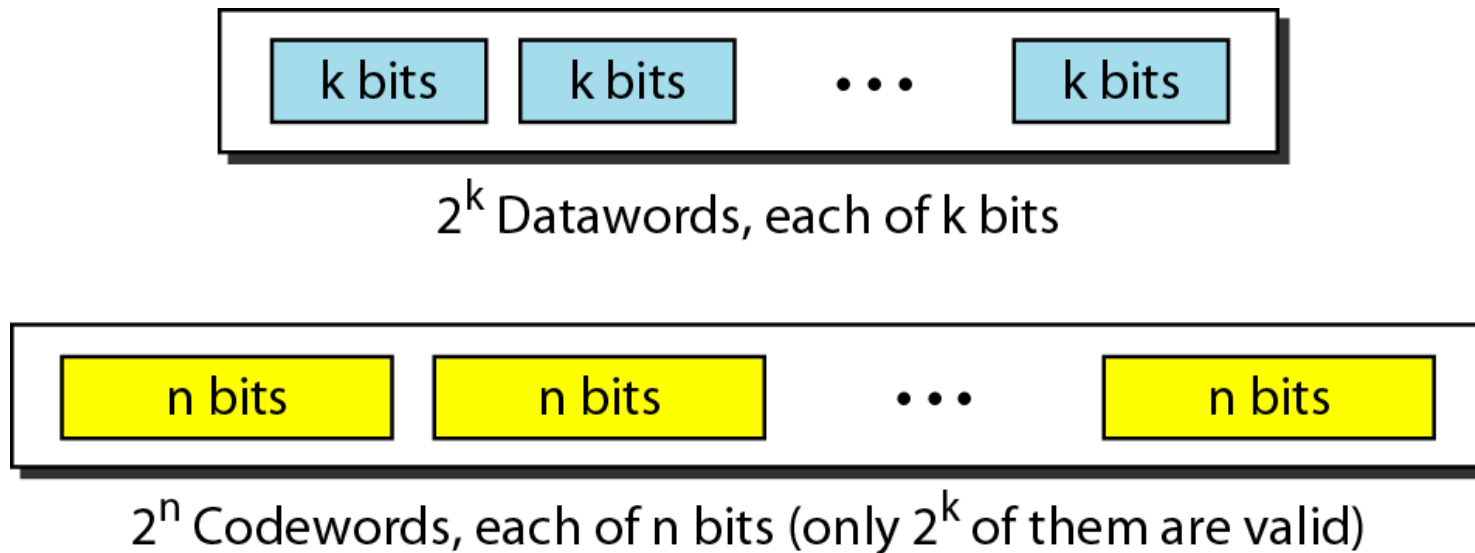 k bits k bits • • • k bits
2^k Datawords, each of k bits
n bits n bits • • • n bits
2^n Codewords, each of n bits (only 2^k of them are valid)